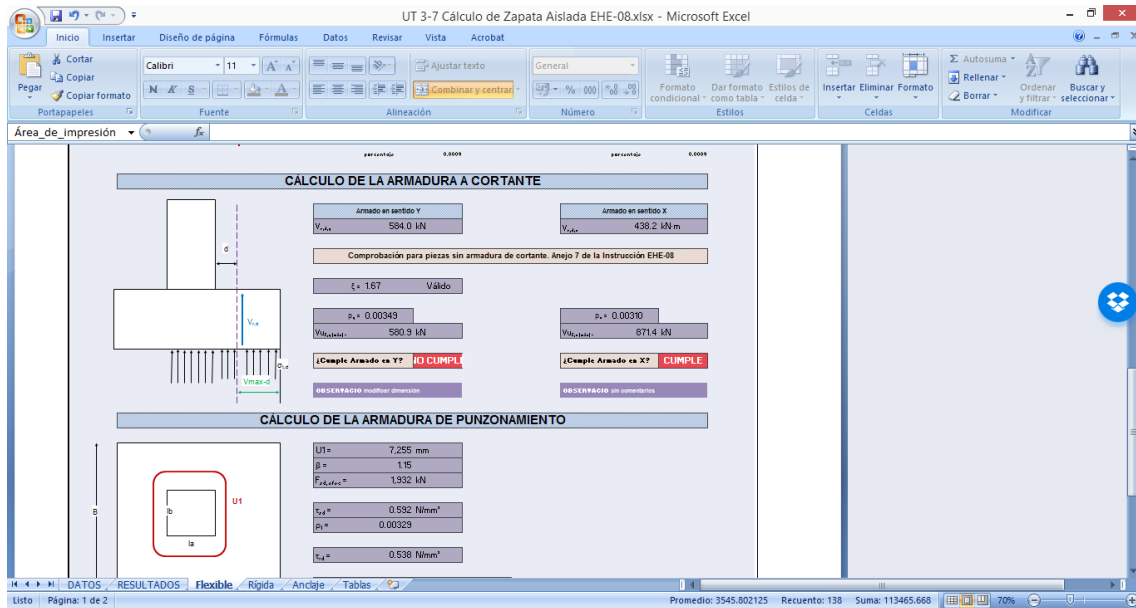 UT 3-7 Cálculo de Zapata Aislada EHE-08.xlsx - Microsoft Excel
Inicio Insertar Diseño de página Fórmulas Datos Revisar Vista Acrobat
Pegar
Cortar
Copiar
Copiar formato
Portapapeles
Calibri 11
N K S
Fuente
Ajustar texto
Combinar y centrar
Alineación
General
% 000
Número
Formato condicional
Dar formato como tabla
Estilos de celda
Estilos
Insertar Eliminar Formato
Celdas
Autosuma
Rellenar
Borrar
Ordenar y filtrar
Buscar y seleccionar
Modificar
Área_de_impresión fx
porcentaje 0.0009 porcentaje 0.0009
CÁLCULO DE LA ARMADURA A CORTANTE
Armado en sentido Y Armado en sentido X
584.0 kN 438.2 kN·m
d
Comprobación para piezas sin armadura de cortante. Anejo 7 de la Instrucción EHE-08
ξ = 1.67 Válido
= 0.00349 = 0.00310
580.9 kN 871.4 kN
Vmax-d
¿Cumple Armado en Y? NO CUMPLE ¿Cumple Armado en X? CUMPLE
OBSERVACIO modificar dimensión OBSERVACIO sin comentarios
CÁLCULO DE LA ARMADURA DE PUNZONAMIENTO
U1= 7,255 mm
β = 1.15
1,932 kN
0.592 N/mm²
0.00329
0.538 N/mm²
B
lb
la
U1
DATOS RESULTADOS Flexible Rígida Anclaje Tablas
Listo Página: 1 de 2 Promedio: 3545.802125 Recuento: 138 Suma: 113465.668 70%